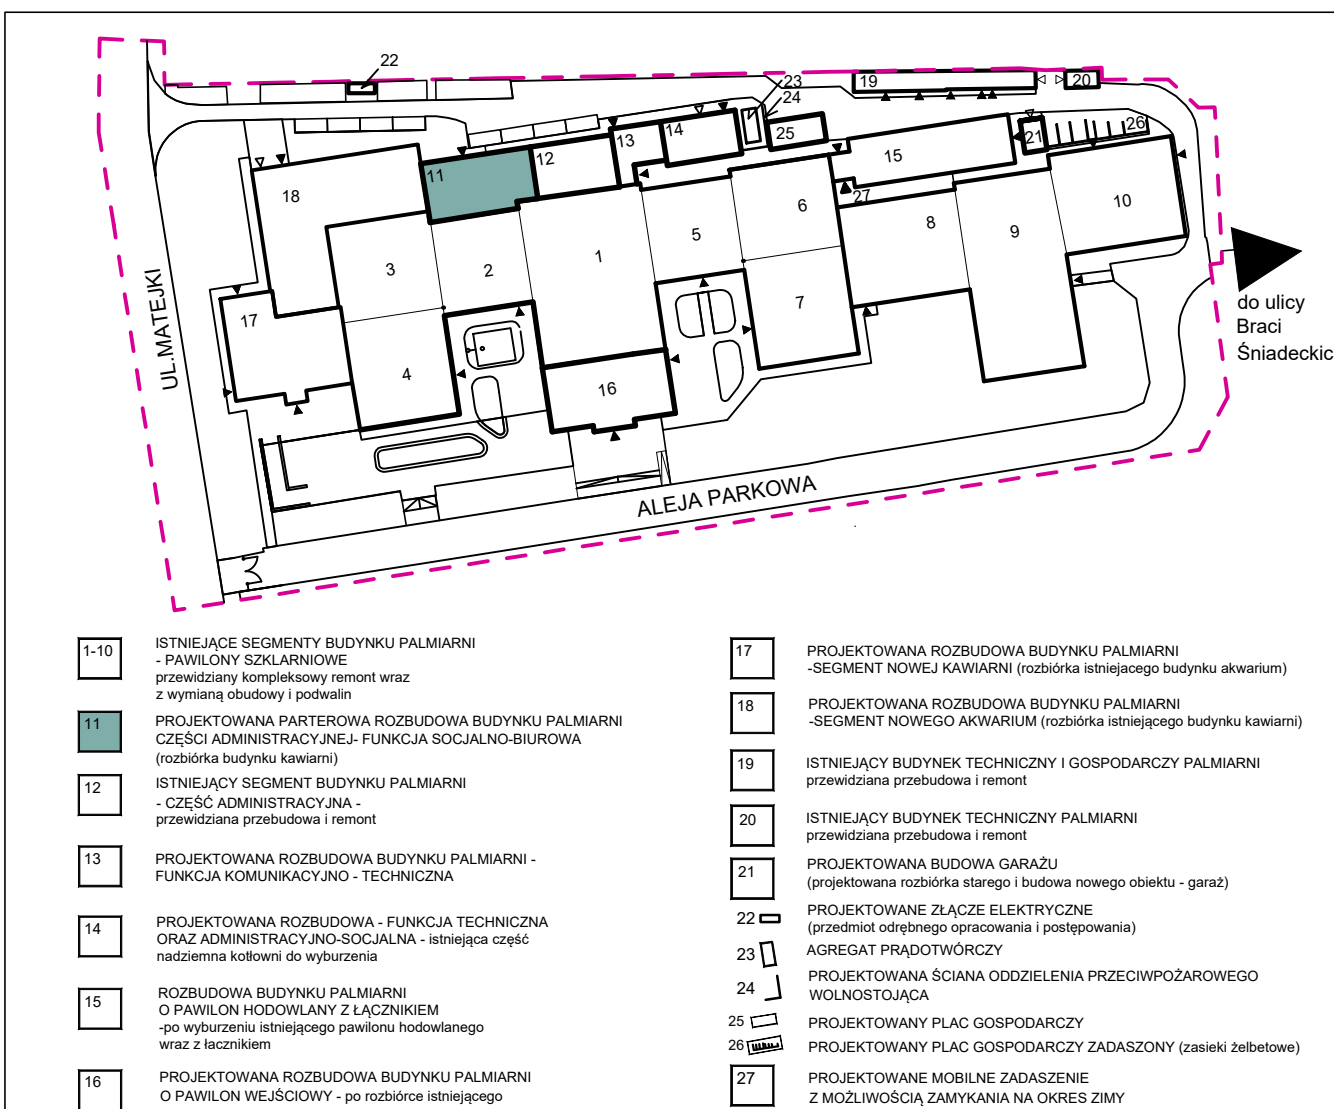 22
23
24
19
20
25
26
21
14
13
12
11
15
18
27
10
6
8
9
5
1
2
3
17
7
4
16
UL.MATEJKI
ALEJA PARKOWA
do ulicy
Braci
Śniadeckic
1-10
ISTNIEJĄCE SEGMENTY BUDYNKU PALMIARNI
- PAWILONY SZKLARNIOWE
przewidziany kompleksowy remont wraz
z wymianą obudowy i podwalin
11
PROJEKTOWANA PARTEROWA ROZBUDOWA BUDYNKU PALMIARNI
CZĘŚCI ADMINISTRACYJNEJ- FUNKCJA SOCJALNO-BIUROWA
(rozbiórka budynku kawiarni)
12
ISTNIEJĄCY SEGMENT BUDYNKU PALMIARNI
- CZĘŚĆ ADMINISTRACYJNA -
przewidziana przebudowa i remont
13
PROJEKTOWANA ROZBUDOWA BUDYNKU PALMIARNI -
FUNKCJA KOMUNIKACYJNO - TECHNICZNA
14
PROJEKTOWANA ROZBUDOWA - FUNKCJA TECHNICZNA
ORAZ ADMINISTRACYJNO-SOCJALNA - istniejąca część
nadziemna kotłowni do wyburzenia
15
ROZBUDOWA BUDYNKU PALMIARNI
O PAWILON HODOWLANY Z ŁĄCZNIKIEM
-po wyburzeniu istniejącego pawilonu hodowlanego
wraz z łacznikiem
16
PROJEKTOWANA ROZBUDOWA BUDYNKU PALMIARNI
O PAWILON WEJŚCIOWY - po rozbiórce istniejącego
17
PROJEKTOWANA ROZBUDOWA BUDYNKU PALMIARNI
-SEGMENT NOWEJ KAWIARNI (rozbiórka istniejacego budynku akwarium)
18
PROJEKTOWANA ROZBUDOWA BUDYNKU PALMIARNI
-SEGMENT NOWEGO AKWARIUM (rozbiórka istniejącego budynku kawiarni)
19
ISTNIEJĄCY BUDYNEK TECHNICZNY I GOSPODARCZY PALMIARNI
przewidziana przebudowa i remont
20
ISTNIEJĄCY BUDYNEK TECHNICZNY PALMIARNI
przewidziana przebudowa i remont
21
PROJEKTOWANA BUDOWA GARAŻU
(projektowana rozbiórka starego i budowa nowego obiektu - garaż)
22
PROJEKTOWANE ZŁĄCZE ELEKTRYCZNE
(przedmiot odrębnego opracowania i postępowania)
23
AGREGAT PRĄDOTWÓRCZY
24
PROJEKTOWANA ŚCIANA ODDZIELENIA PRZECIWPOŻAROWEGO
WOLNOSTOJĄCA
25
PROJEKTOWANY PLAC GOSPODARCZY
26
PROJEKTOWANY PLAC GOSPODARCZY ZADASZONY (zasieki żelbetowe)
27
PROJEKTOWANE MOBILNE ZADASZENIE
Z MOŻLIWOŚCIĄ ZAMYKANIA NA OKRES ZIMY